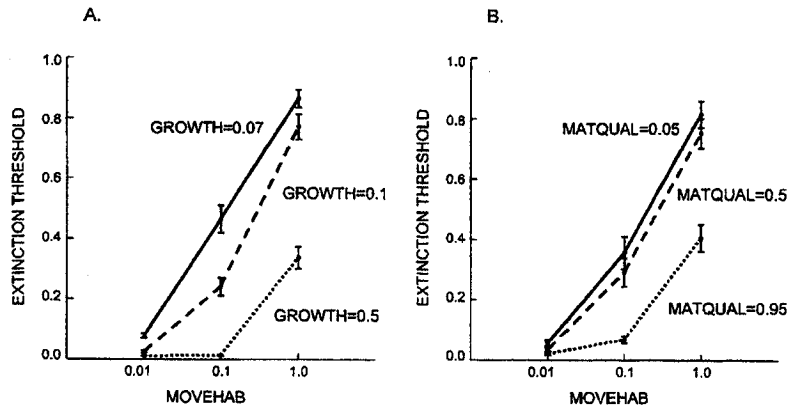 A.
EXTINCTION THRESHOLD
1.0
0.8
0.6
0.4
0.2
0.0
GROWTH=0.07
GROWTH=0.1
GROWTH=0.5
0.01
0.1
1.0
MOVEHAB
B.
EXTINCTION THRESHOLD
1.0
0.8
0.6
0.4
0.2
0.0
MATQUAL=0.05
MATQUAL=0.5
MATQUAL=0.95
0.01
0.1
1.0
MOVEHAB